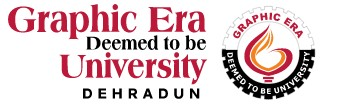 Graphic Era
Deemed to be
University
DEHRADUN
GRAPHIC ERA
DEEMED TO BE UNIVERSITY